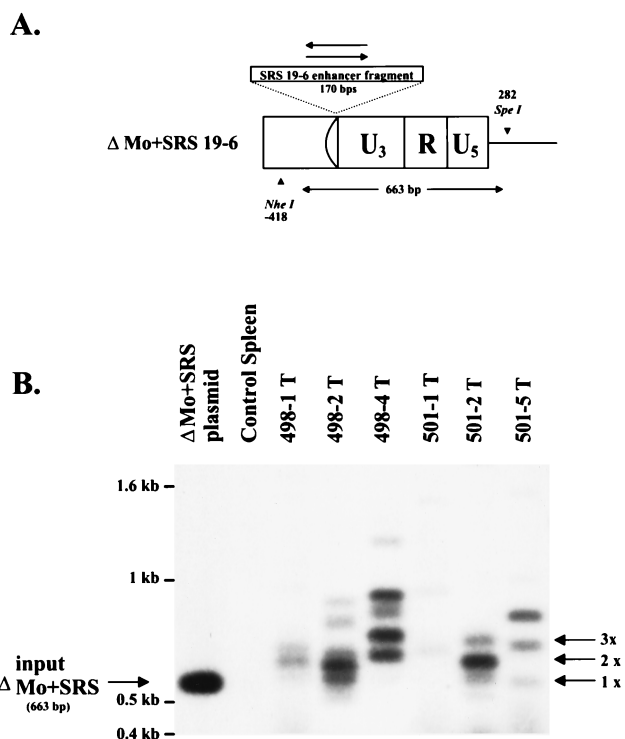 A.
SRS 19-6 enhancer fragment
170 bps
Δ Mo+SRS 19-6
U3
R
U5
282
Spe I
663 bp
Nhe I
-418
B.
Δ Mo+SRS
plasmid
Control Spleen
498-1 T
498-2 T
498-4 T
501-1 T
501-2 T
501-5 T
1.6 kb
1 kb
0.5 kb
0.4 kb
input
Δ Mo+SRS
(663 bp)
3x
2 x
1 x